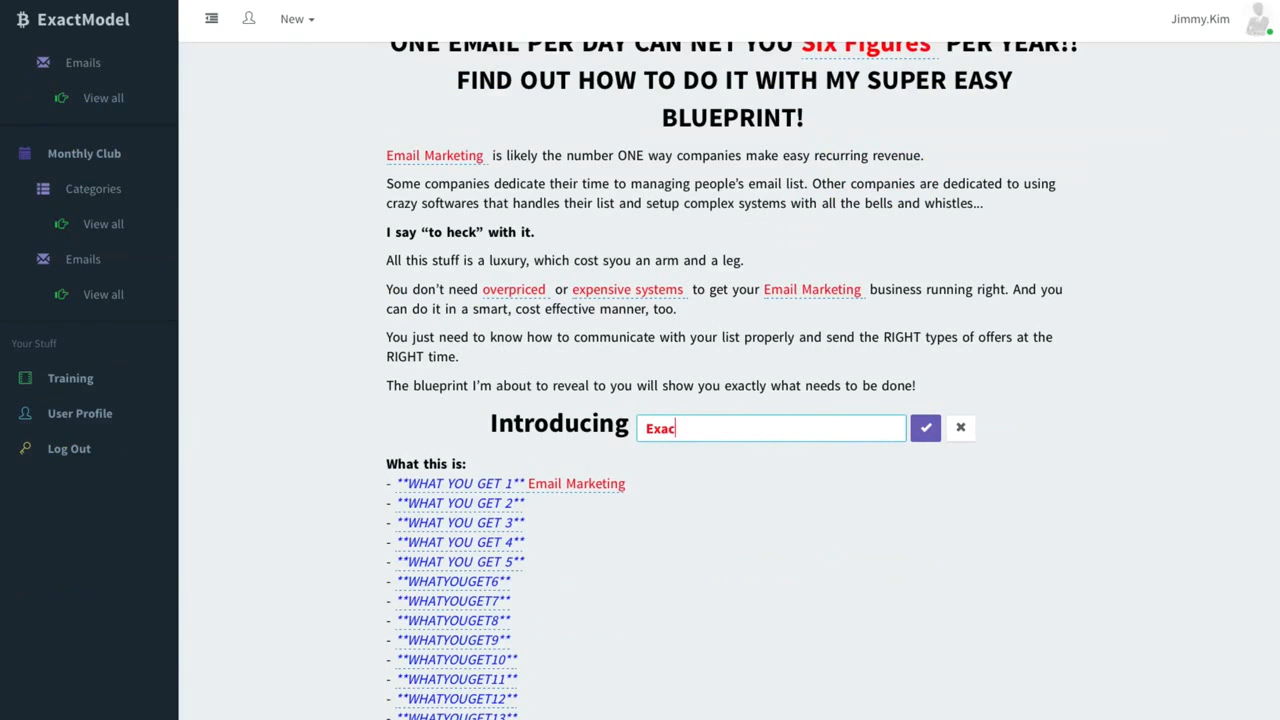 ExactModel
New
Jimmy.Kim
Emails
View all
Monthly Club
Categories
View all
Emails
View all
Your Stuff
Training
User Profile
Log Out
ONE EMAIL PER DAY CAN NET YOU Six Figures PER YEAR!!
FIND OUT HOW TO DO IT WITH MY SUPER EASY
BLUEPRINT!
Email Marketing is likely the number ONE way companies make easy recurring revenue.
Some companies dedicate their time to managing people’s email list. Other companies are dedicated to using
crazy softwares that handles their list and setup complex systems with all the bells and whistles...
I say “to heck” with it.
All this stuff is a luxury, which cost syou an arm and a leg.
You don’t need overpriced or expensive systems to get your Email Marketing business running right. And you
can do it in a smart, cost effective manner, too.
You just need to know how to communicate with your list properly and send the RIGHT types of offers at the
RIGHT time.
The blueprint I’m about to reveal to you will show you exactly what needs to be done!
Introducing Exac
What this is:
- **WHAT YOU GET 1** Email Marketing
- **WHAT YOU GET 2**
- **WHAT YOU GET 3**
- **WHAT YOU GET 4**
- **WHAT YOU GET 5**
- **WHATYOUGET6**
- **WHATYOUGET7**
- **WHATYOUGET8**
- **WHATYOUGET9**
- **WHATYOUGET10**
- **WHATYOUGET11**
- **WHATYOUGET12**
- **WHATYOUGET13**